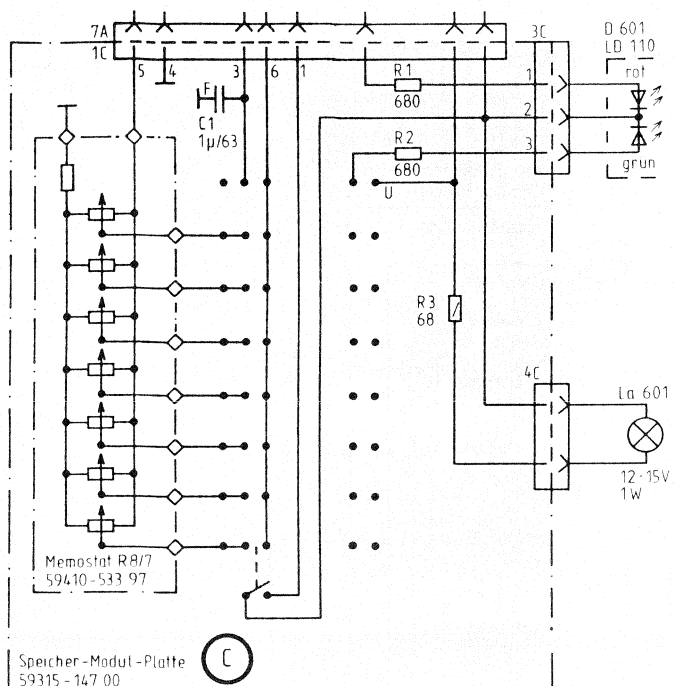 7A
3C
D 601
1C
LD 110
5
4
3
6
1
R1
1
rot
680
F
2
C1
1µ/63
R2
3
680
grun
U
R3
68
4C
La 601
12-15V
1W
Memostat R8/7
59410-533 97
Speicher-Modul-Platte
59315-147 00
C